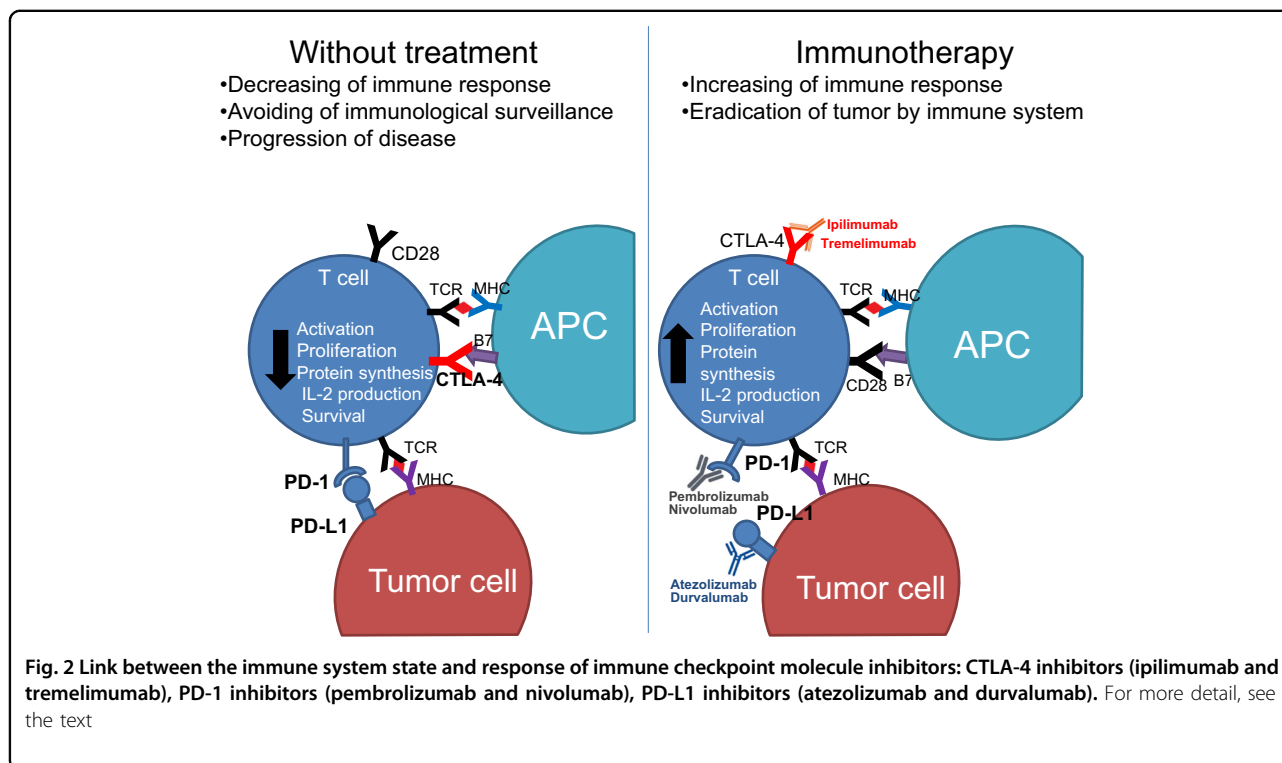 Without treatment
•Decreasing of immune response
•Avoiding of immunological surveillance
•Progression of disease
CD28
T cell
TCR
MHC
Activation
Proliferation
Protein synthesis
IL-2 production
Survival
B7
CTLA-4
APC
TCR
MHC
PD-1
PD-L1
Tumor cell
Immunotherapy
•Increasing of immune response
•Eradication of tumor by immune system
CTLA-4
Ipilimumab
Tremelimumab
T cell
TCR
MHC
Activation
Proliferation
Protein
synthesis
IL-2 production
Survival
CD28
B7
APC
TCR
PD-1
MHC
Pembrolizumab
Nivolumab
PD-L1
Atezolizumab
Durvalumab
Tumor cell
Fig. 2 Link between the immune system state and response of immune checkpoint molecule inhibitors: CTLA-4 inhibitors (ipilimumab and
tremelimumab), PD-1 inhibitors (pembrolizumab and nivolumab), PD-L1 inhibitors (atezolizumab and durvalumab). For more detail, see
the text